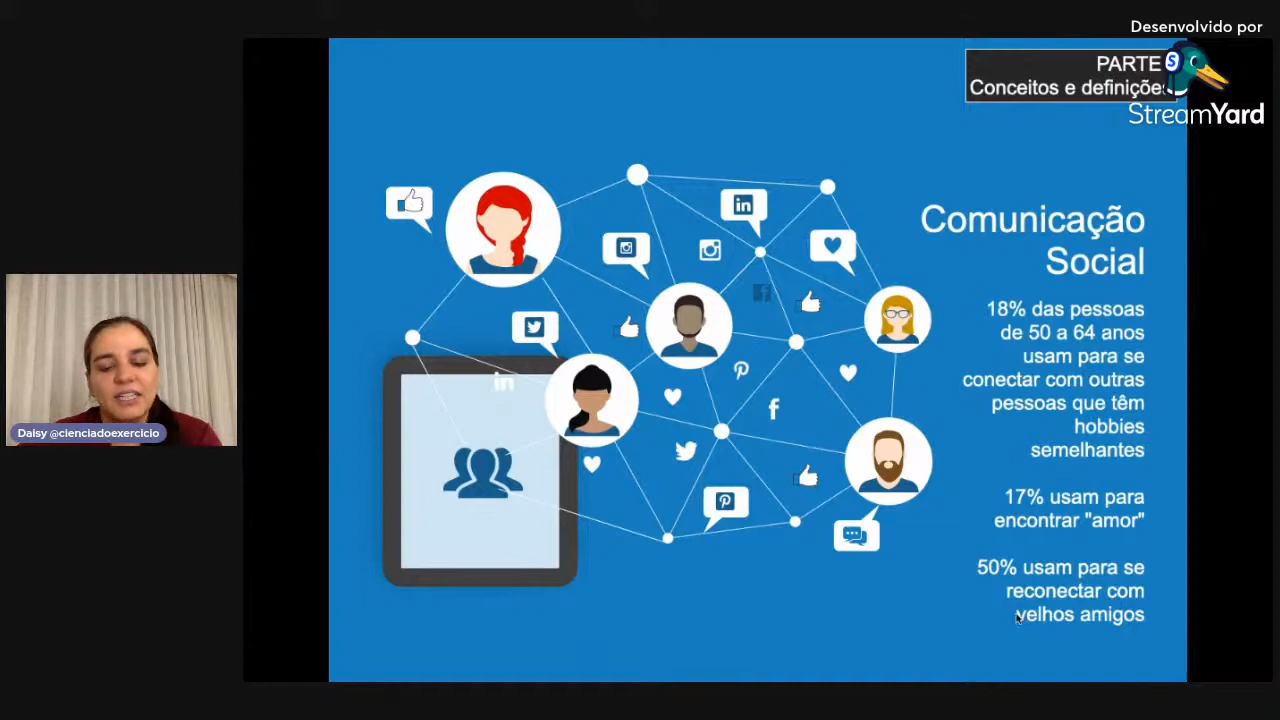 Desenvolvido por
StreamYard
PARTE
Conceitos e definições
Comunicação
Social
18% das pessoas
de 50 a 64 anos
usam para se
conectar com outras
pessoas que têm
hobbies
semelhantes
17% usam para
encontrar "amor"
50% usam para se
reconectar com
velhos amigos
Daisy @cienciadoexercicio